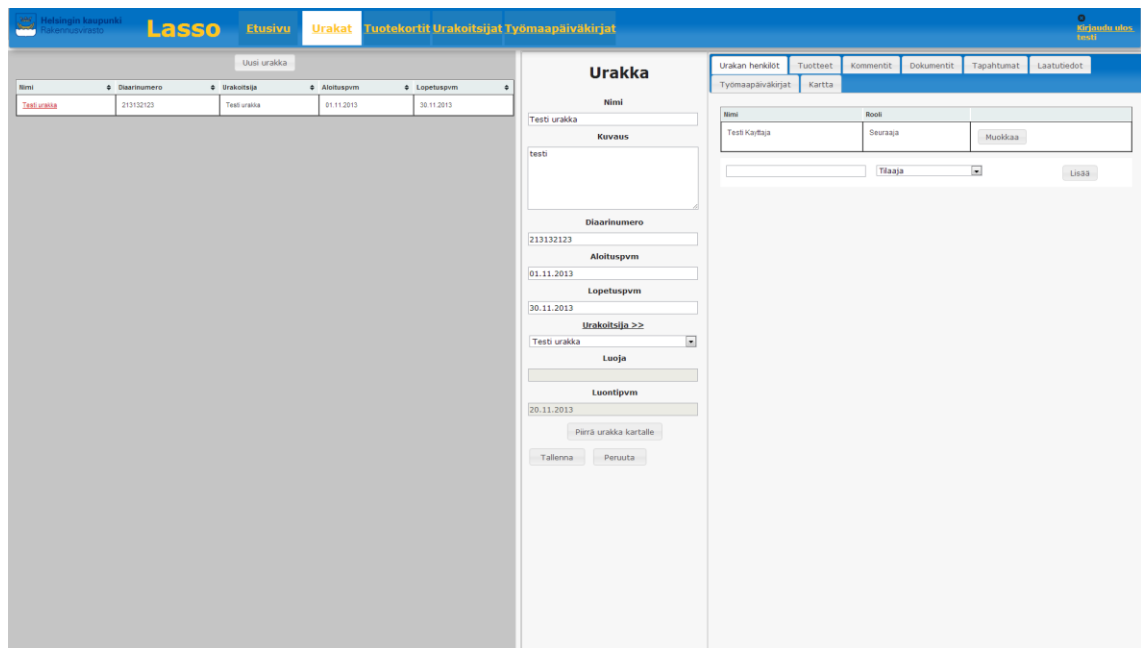 Helsingin kaupunki
Rakennusvirasto
Lasso
Etusivu
Urakat
Tuotekortit
Urakoitsijat
Työmaapäiväkirjat
Kirjaudu ulos
testi
Uusi urakka
Nimi Diaarinumero Urakoitsija Aloituspvm Lopetuspvm
Testi urakka 213132123 Testi urakka 01.11.2013 30.11.2013
Urakka
Nimi
Testi urakka
Kuvaus
testi
Diaarinumero
213132123
Aloituspvm
01.11.2013
Lopetuspvm
30.11.2013
Urakoitsija >>
Testi urakka
Luoja
Luontipvm
20.11.2013
Piirrä urakka kartalle
Tallenna Peruuta
Urakan henkilöt Tuotteet Kommentit Dokumentit Tapahtumat Laatutiedot
Työmaapäiväkirjat Kartta
Nimi Rooli
Testi Kayttaja Seuraaja Muokkaa
Tilaaja Lisää